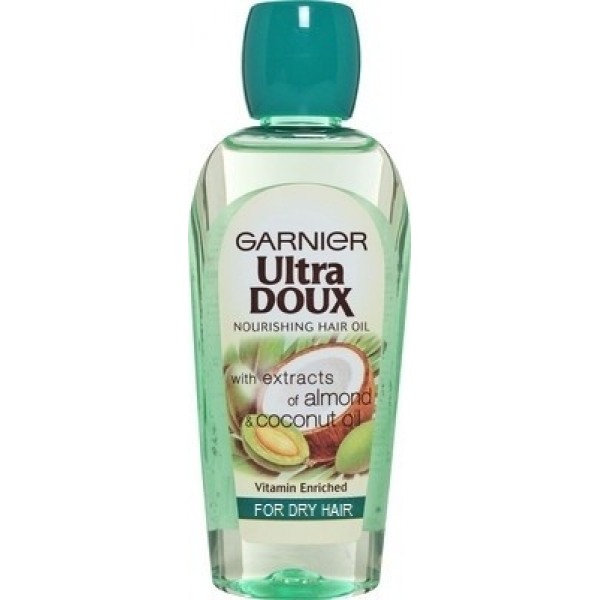 GARNIER
Ultra
DOUX
NOURISHING HAIR OIL
with extracts
of almond
& coconut oil
Vitamin Enriched
FOR DRY HAIR